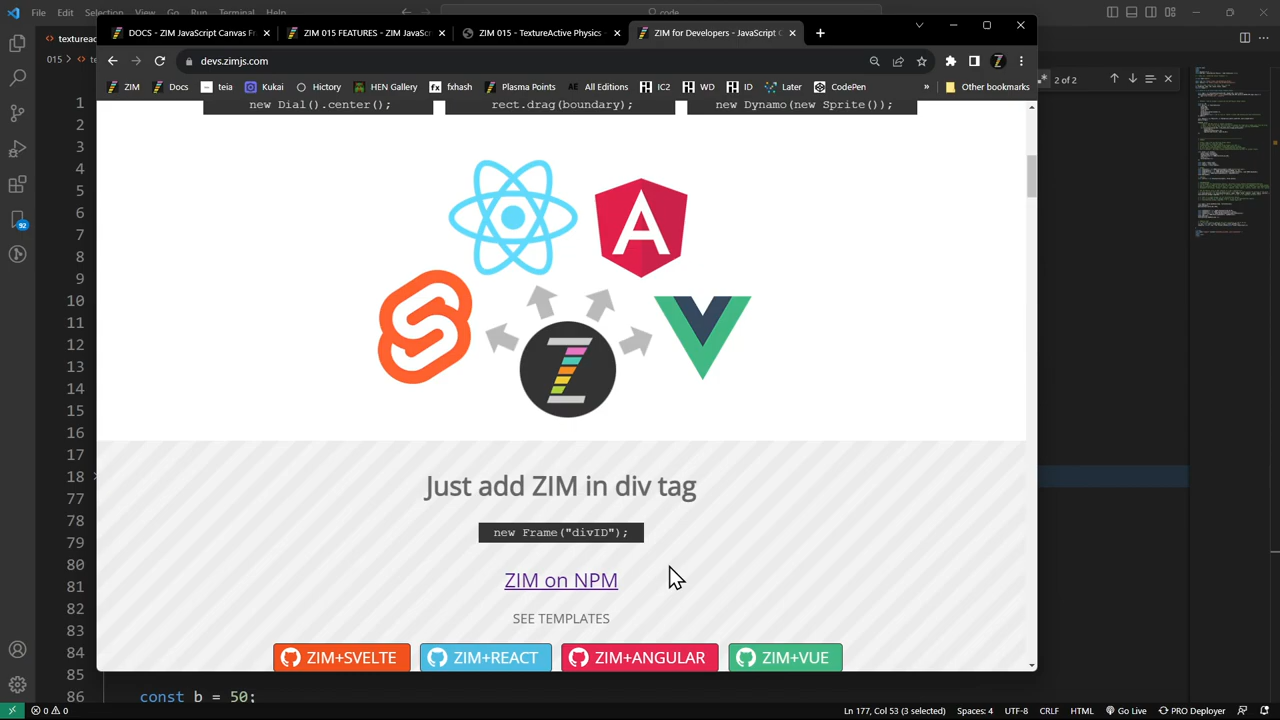 File Edit Selection View Go Run Terminal Help
code
DOCS - ZIM JavaScript Canvas Fr
ZIM 015 FEATURES - ZIM JavaSc
ZIM 015 - TextureActive Physics -
ZIM for Developers - JavaScript C
devs.zimjs.com
ZIM Docs teia Kukai History HEN Gallery fxhash Entry Points All Editions IC2 WD ID Later CodePen » Other bookmarks
2 of 2
textureac
015 >
new Dial().center();
rect.drag(boundary);
new Dynamo(new Sprite());
1
2
3
4
5
6
7
8
9
10
11
12
13
14
15
16
17
18
77
78
79
80
81
82
83
84
85
86
92
Just add ZIM in div tag
new Frame("divID");
ZIM on NPM
SEE TEMPLATES
ZIM+SVELTE ZIM+REACT ZIM+ANGULAR ZIM+VUE
const b = 50;
0 0 Ln 177, Col 53 (3 selected) Spaces: 4 UTF-8 CRLF HTML Go Live PRO Deployer